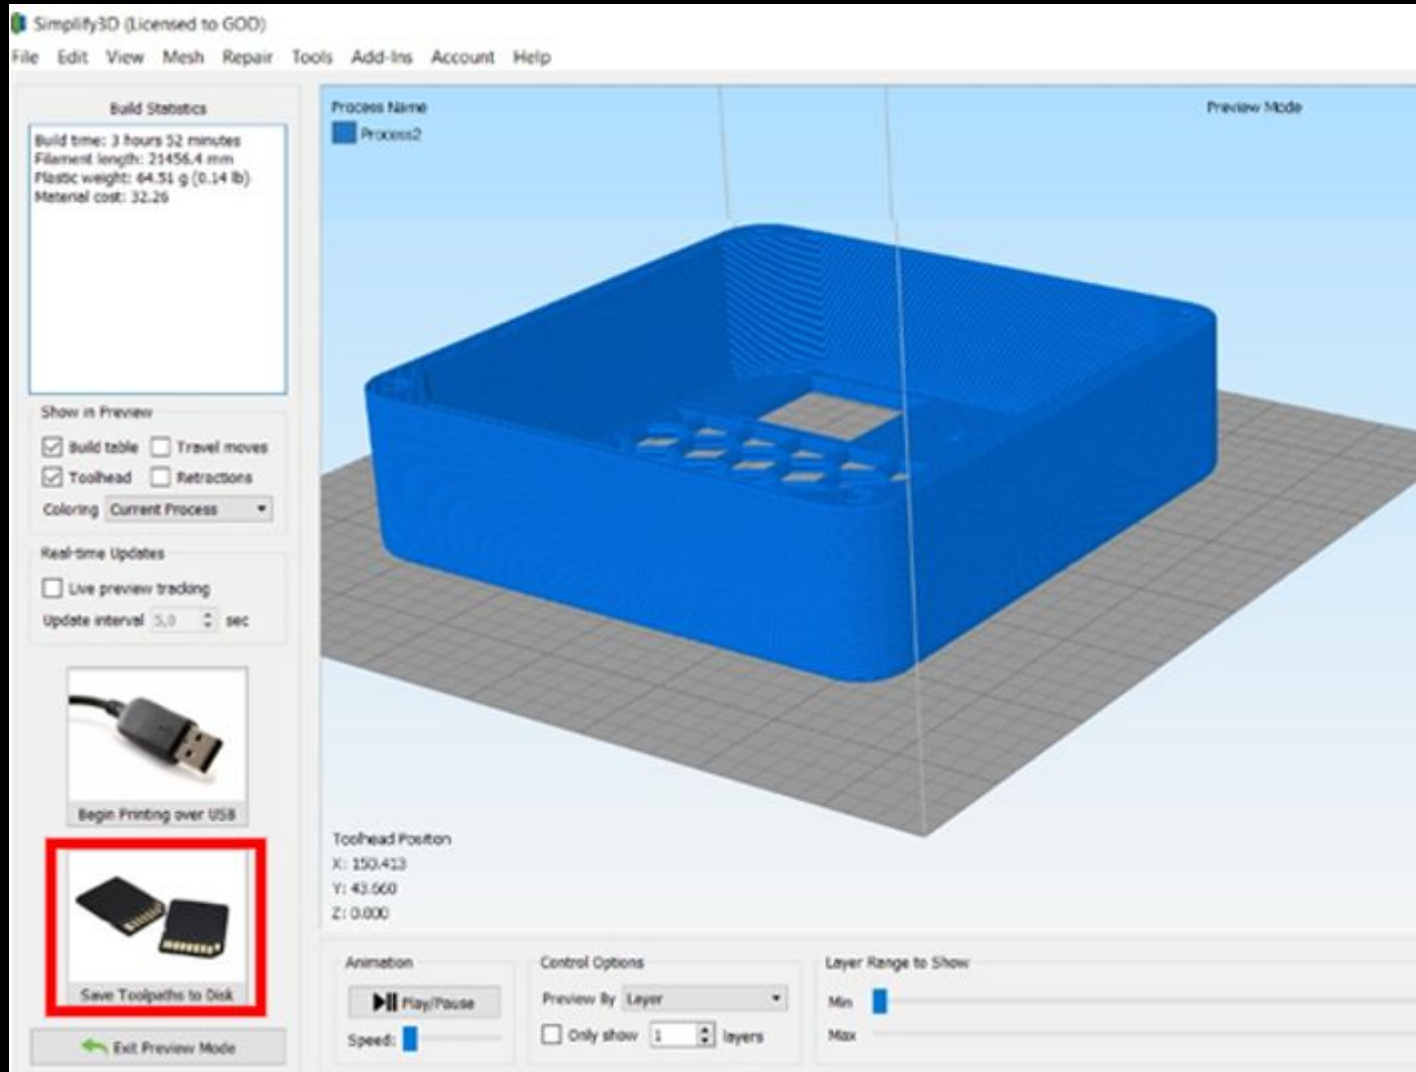 Simplify3D (Licensed to GOD)
File Edit View Mesh Repair Tools Add-Ins Account Help
Build Statistics
Build time: 3 hours 52 minutes
Filament length: 21456.4 mm
Plastic weight: 64.51 g (0.14 lb)
Material cost: 32.26
Show in Preview
Build table Travel moves
Toolhead Retractions
Coloring Current Process
Real-time Updates
Live preview tracking
Update interval 5,0 sec
Begin Printing over USB
Save Toolpaths to Disk
Exit Preview Mode
Process Name
Process2
Preview Mode
Toolhead Position
X: 150.413
Y: 43.660
Z: 0.000
Animation
Play/Pause
Speed:
Control Options
Preview By Layer
Only show 1 layers
Layer Range to Show
Min
Max